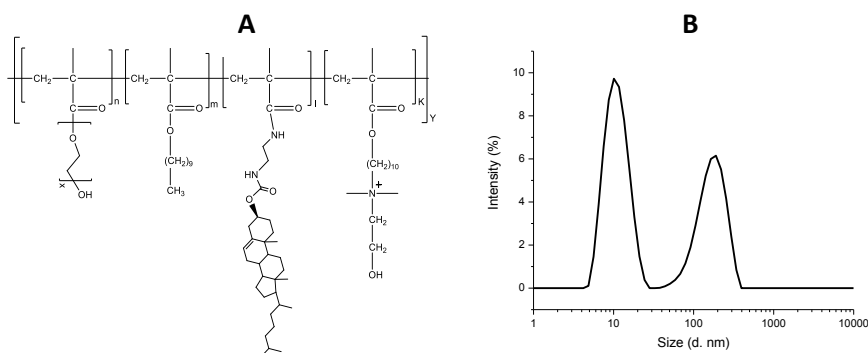 A
CH₂ C CH₂ C CH₂ C CH₂ C
n m l K Y
C O C O C O C O
O O NH O
x OH (CH₂)₉ (CH₂)₁₀
CH₃ HN O N +
O CH₂
CH₂
OH
B
Intensity (%)
10
8
6
4
2
0
1 10 100 1000 10000
Size (d. nm)